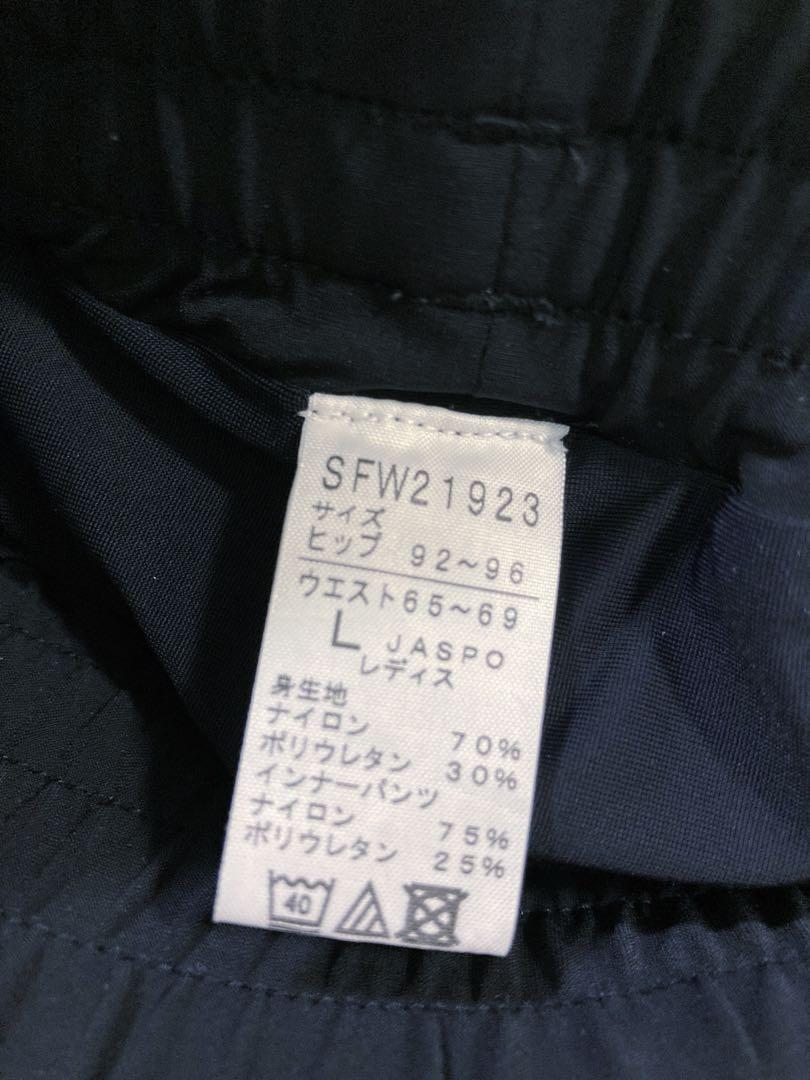 SFW21923
サイズ
ヒップ 92~96
ウエスト65~69
L JASPO
レディス
身生地
ナイロン 70%
ポリウレタン 30%
インナーパンツ
ナイロン 75%
ポリウレタン 25%
40